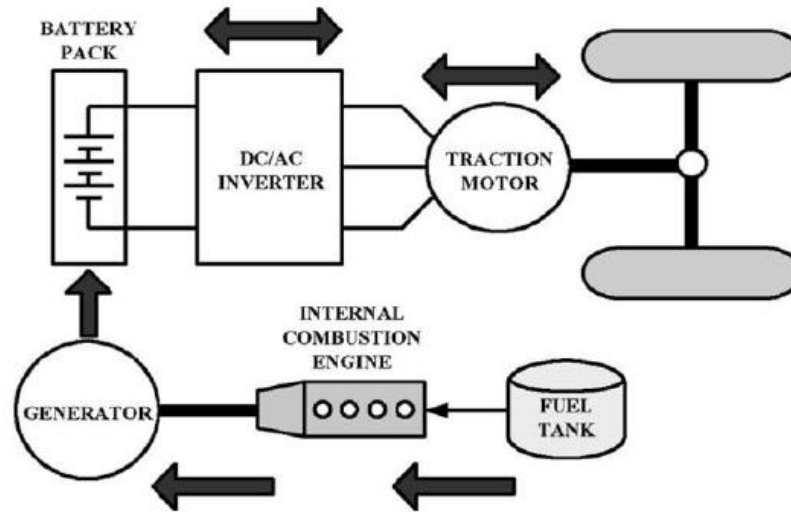 BATTERY
PACK
DC/AC
INVERTER
TRACTION
MOTOR
INTERNAL
COMBUSTION
ENGINE
GENERATOR
FUEL
TANK